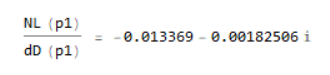 NL (p1)
dD (p1)
= -0.013369 - 0.00182506 i